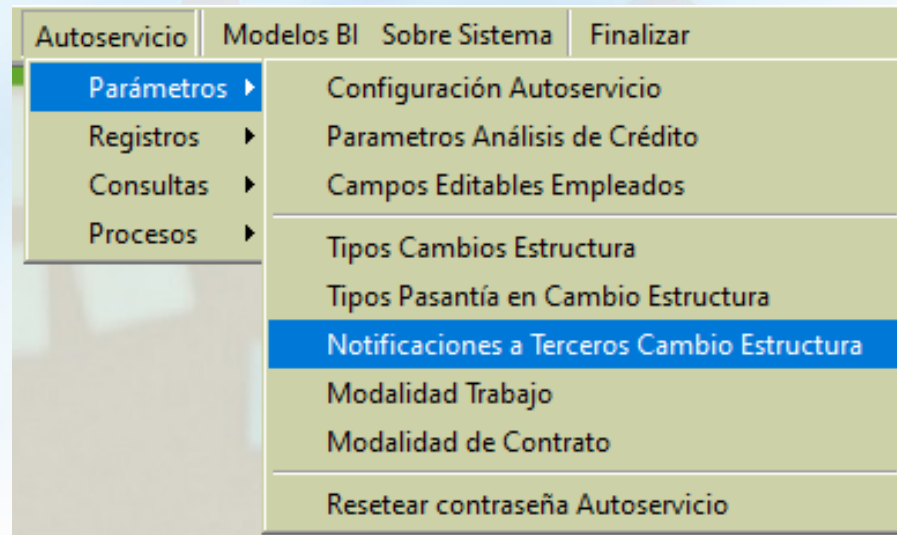 Autoservicio Modelos BI Sobre Sistema Finalizar
Parámetros
Registros
Consultas
Procesos
Configuración Autoservicio
Parametros Análisis de Crédito
Campos Editables Empleados
Tipos Cambios Estructura
Tipos Pasantía en Cambio Estructura
Notificaciones a Terceros Cambio Estructura
Modalidad Trabajo
Modalidad de Contrato
Resetear contraseña Autoservicio